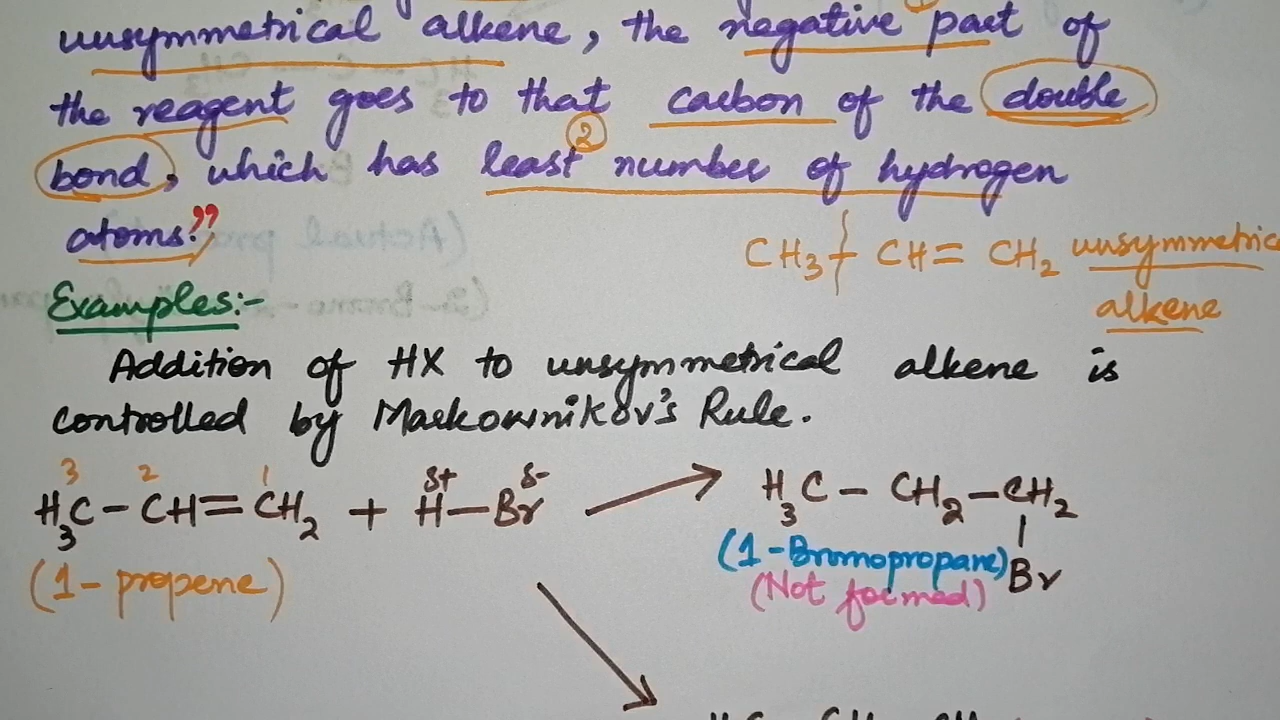 unsymmetrical alkene, the negative part of
the reagent goes to that carbon of the double
2
bond, which has least number of hydrogen
atoms.”
CH3 CH = CH2 unsymmetric
alkene
Examples:-
Addition of HX to unsymmetrical alkene is
controlled by Markownikov's Rule.
3 2 1 δ+ δ-
H3C - CH = CH2 + H - Br → H3C - CH2 - CH2
(1-propene) (1-Bromopropane) Br
(Not formed)